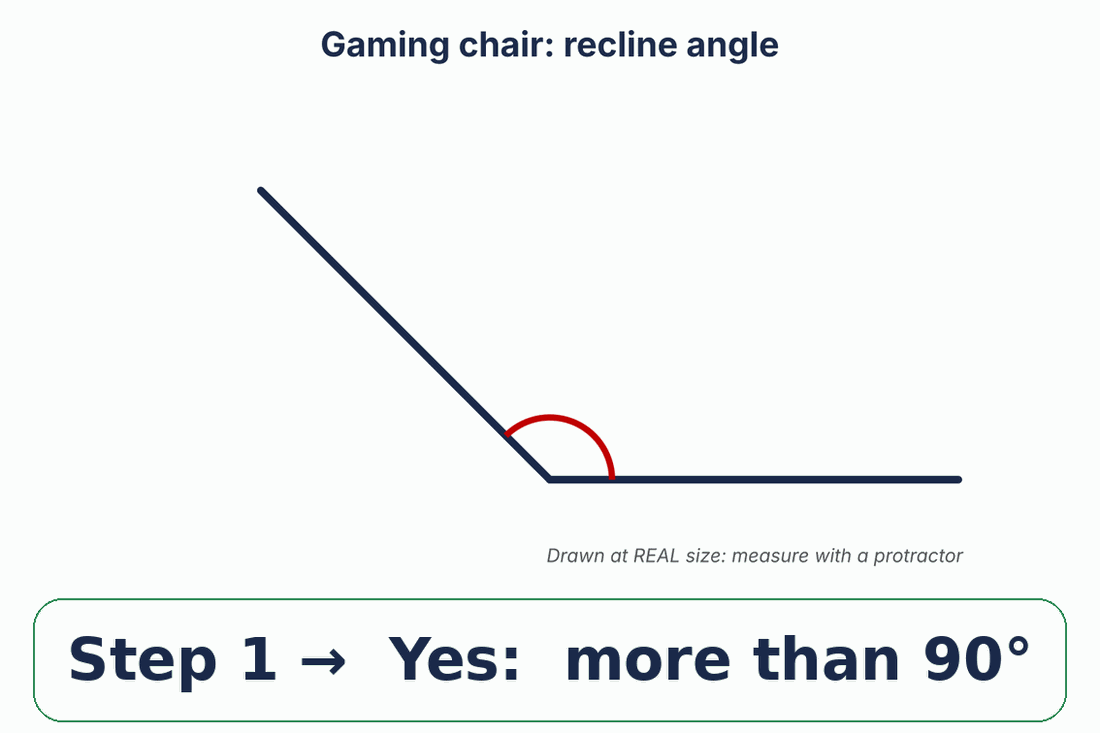 Gaming chair: recline angle
Drawn at REAL size: measure with a protractor
Step 1 → Yes: more than 90°